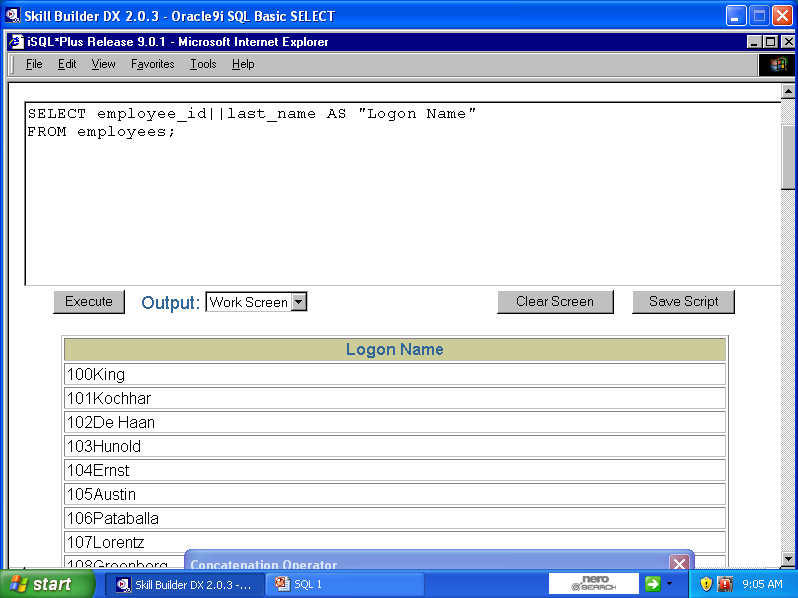 Skill Builder DX 2.0.3 - Oracle9i SQL Basic SELECT
iSQL*Plus Release 9.0.1 - Microsoft Internet Explorer
File Edit View Favorites Tools Help
SELECT employee_id||last_name AS "Logon Name"
FROM employees;
Execute Output: Work Screen Clear Screen Save Script
Logon Name
100King
101Kochhar
102De Haan
103Hunold
104Ernst
105Austin
106Pataballa
107Lorentz
108Greenberg
Concatenation Operator
start Skill Builder DX 2.0.3 -... SQL 1 nero @SEARCH 9:05 AM